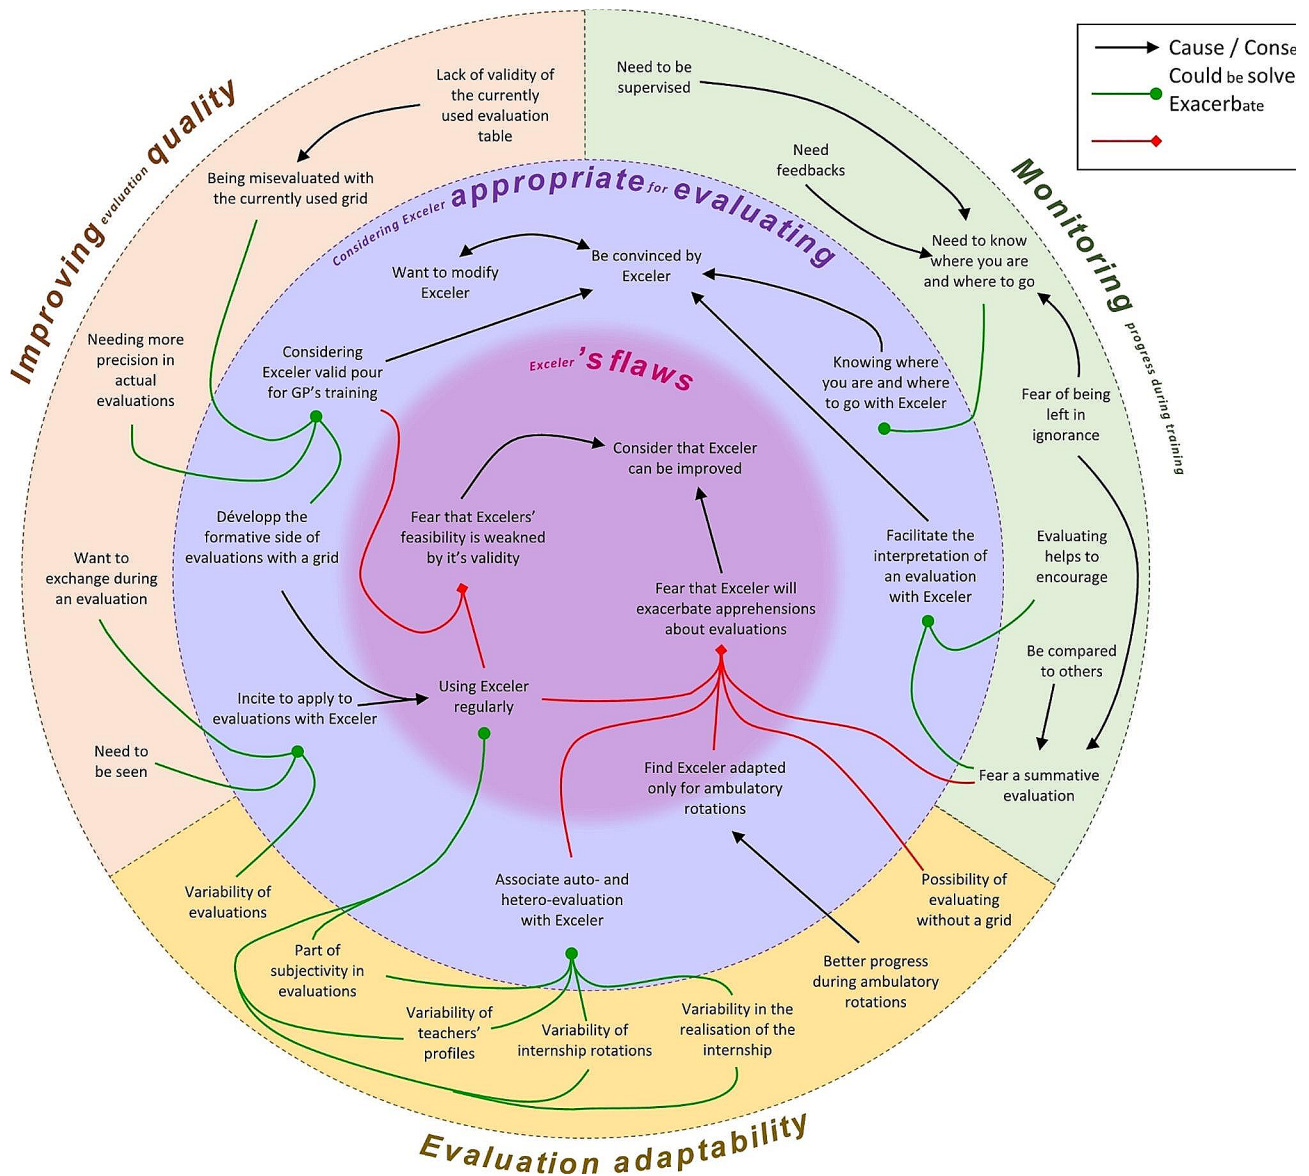 Cause / Conse
Could be solve
Exacerbate
Improving evaluation quality
Lack of validity of
the currently
used evaluation
table
Being misevaluated with
the currently used grid
Needing more
precision in
actual
evaluations
Want to
exchange during
an evaluation
Need to
be seen
Monitoring progress during training
Need to be
supervised
Need
feedbacks
Need to know
where you are
and where to go
Fear of being
left in
ignorance
Evaluating
helps to
encourage
Be compared
to others
Fear a summative
evaluation
Considering Exceler appropriate for evaluating
Want to modify
Exceler
Be convinced by
Exceler
Considering
Exceler valid pour
for GP's training
Knowing where
you are and where
to go with Exceler
Développ the
formative side of
evaluations with a grid
Facilitate the
interpretation of
an evaluation
with Exceler
Incite to apply to
evaluations with Exceler
Associate auto- and
hetero-evaluation
with Exceler
Exceler's flaws
Consider that Exceler
can be improved
Fear that Excelers'
feasibility is weakned
by it's validity
Fear that Exceler will
exacerbate apprehensions
about evaluations
Using Exceler
regularly
Find Exceler adapted
only for ambulatory
rotations
Variability of
evaluations
Part of
subjectivity in
evaluations
Variability of
teachers'
profiles
Variability of
internship rotations
Variability in the
realisation of the
internship
Better progress
during ambulatory
rotations
Possibility of
evaluating
without a grid
Evaluation adaptability